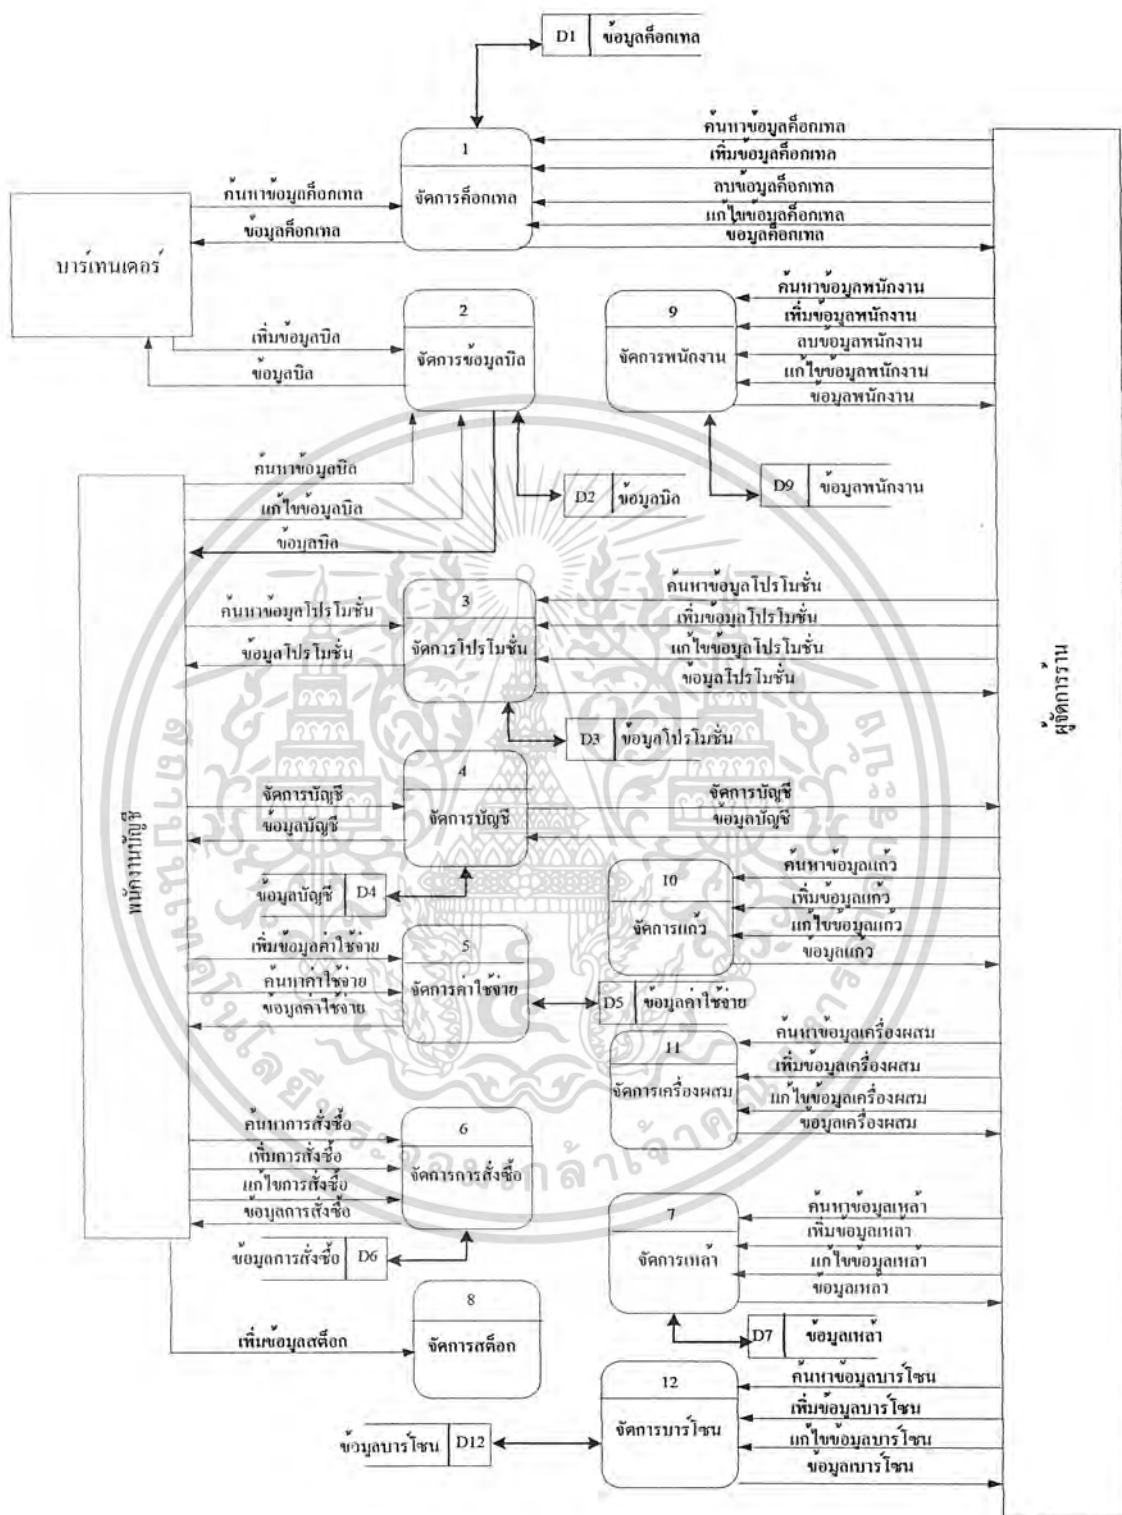 D1 ข้อมูลค็อกเทล
1
จัดการค็อกเทล
ค้นหาข้อมูลค็อกเทล
เพิ่มข้อมูลค็อกเทล
ลบข้อมูลค็อกเทล
แก้ไขข้อมูลค็อกเทล
ข้อมูลค็อกเทล
ค้นหาข้อมูลค็อกเทล
ข้อมูลค็อกเทล
บาร์เทนเดอร์
เพิ่มข้อมูลบิล
ข้อมูลบิล
2
จัดการข้อมูลบิล
9
จัดการพนักงาน
ค้นหาข้อมูลพนักงาน
เพิ่มข้อมูลพนักงาน
ลบข้อมูลพนักงาน
แก้ไขข้อมูลพนักงาน
ข้อมูลพนักงาน
ค้นหาข้อมูลบิล
แก้ไขข้อมูลบิล
ข้อมูลบิล
D2 ข้อมูลบิล
D9 ข้อมูลพนักงาน
ค้นหาข้อมูลโปรโมชั่น
ข้อมูลโปรโมชั่น
3
จัดการโปรโมชั่น
ค้นหาข้อมูลโปรโมชั่น
เพิ่มข้อมูลโปรโมชั่น
แก้ไขข้อมูลโปรโมชั่น
ข้อมูลโปรโมชั่น
D3 ข้อมูลโปรโมชั่น
ผู้จัดการร้าน
พนักงานบัญชี
จัดการบัญชี
ข้อมูลบัญชี
4
จัดการบัญชี
จัดการบัญชี
ข้อมูลบัญชี
ข้อมูลบัญชี D4
10
จัดการแก้ว
ค้นหาข้อมูลแก้ว
เพิ่มข้อมูลแก้ว
แก้ไขข้อมูลแก้ว
ข้อมูลแก้ว
เพิ่มข้อมูลค่าใช้จ่าย
ค้นหาค่าใช้จ่าย
ข้อมูลค่าใช้จ่าย
5
จัดการค่าใช้จ่าย
D5 ข้อมูลค่าใช้จ่าย
11
จัดการเครื่องผสม
ค้นหาข้อมูลเครื่องผสม
เพิ่มข้อมูลเครื่องผสม
แก้ไขข้อมูลเครื่องผสม
ข้อมูลเครื่องผสม
ค้นหาการสั่งซื้อ
เพิ่มการสั่งซื้อ
แก้ไขการสั่งซื้อ
ข้อมูลการสั่งซื้อ
6
จัดการการสั่งซื้อ
ข้อมูลการสั่งซื้อ D6
7
จัดการเหล้า
ค้นหาข้อมูลเหล้า
เพิ่มข้อมูลเหล้า
แก้ไขข้อมูลเหล้า
ข้อมูลเหล้า
D7 ข้อมูลเหล้า
เพิ่มข้อมูลสต็อก
8
จัดการสต็อก
12
จัดการบาร์โซน
ค้นหาข้อมูลบาร์โซน
เพิ่มข้อมูลบาร์โซน
แก้ไขข้อมูลบาร์โซน
ข้อมูลเบาร์โซน
ข้อมูลบาร์โซน D12
สถาบันเทคโนโลยีพระจอมเกล้าเจ้าคุณทหารลาดกระบัง